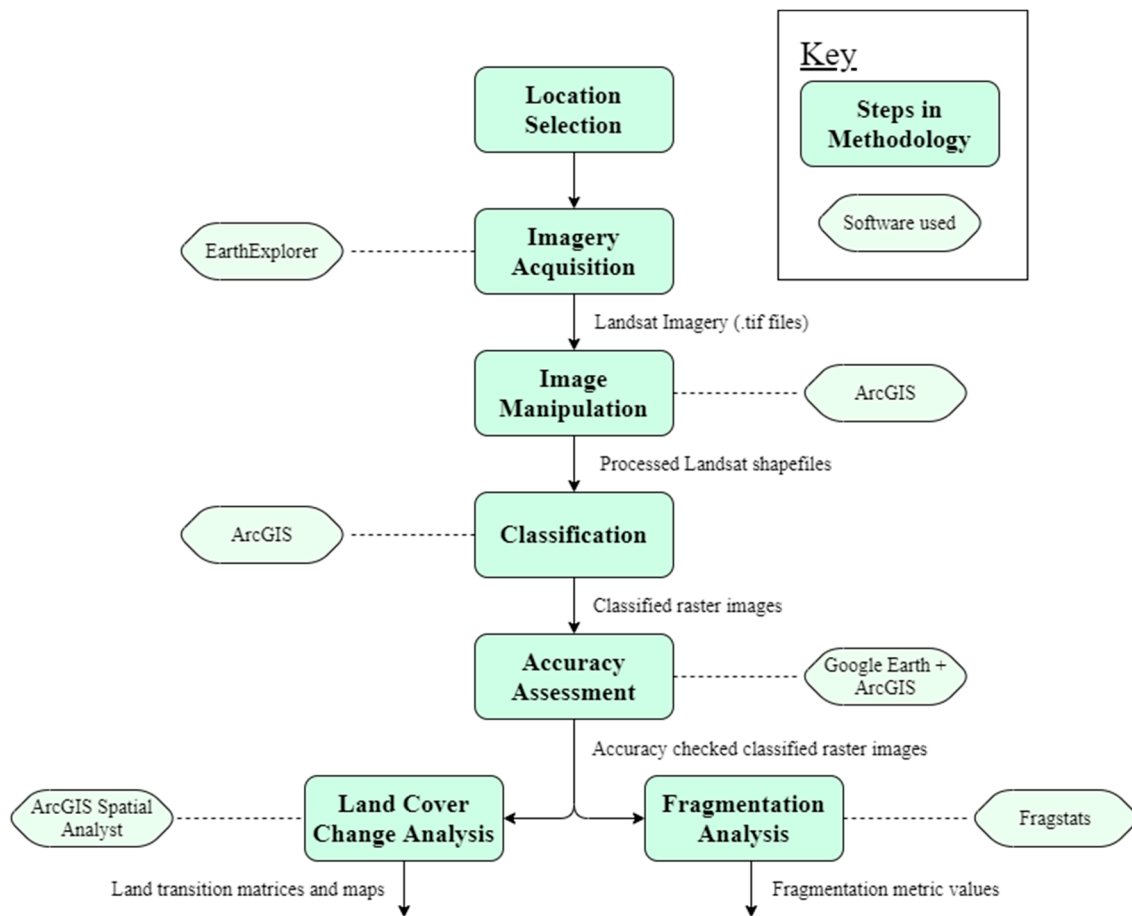 Key
Steps in
Methodology
Software used
Location
Selection
Imagery
Acquisition
EarthExplorer
Landsat Imagery (.tif files)
Image
Manipulation
ArcGIS
Processed Landsat shapefiles
Classification
ArcGIS
Classified raster images
Accuracy
Assessment
Google Earth +
ArcGIS
Accuracy checked classified raster images
ArcGIS Spatial
Analyst
Land Cover
Change Analysis
Fragmentation
Analysis
Fragstats
Land transition matrices and maps
Fragmentation metric values